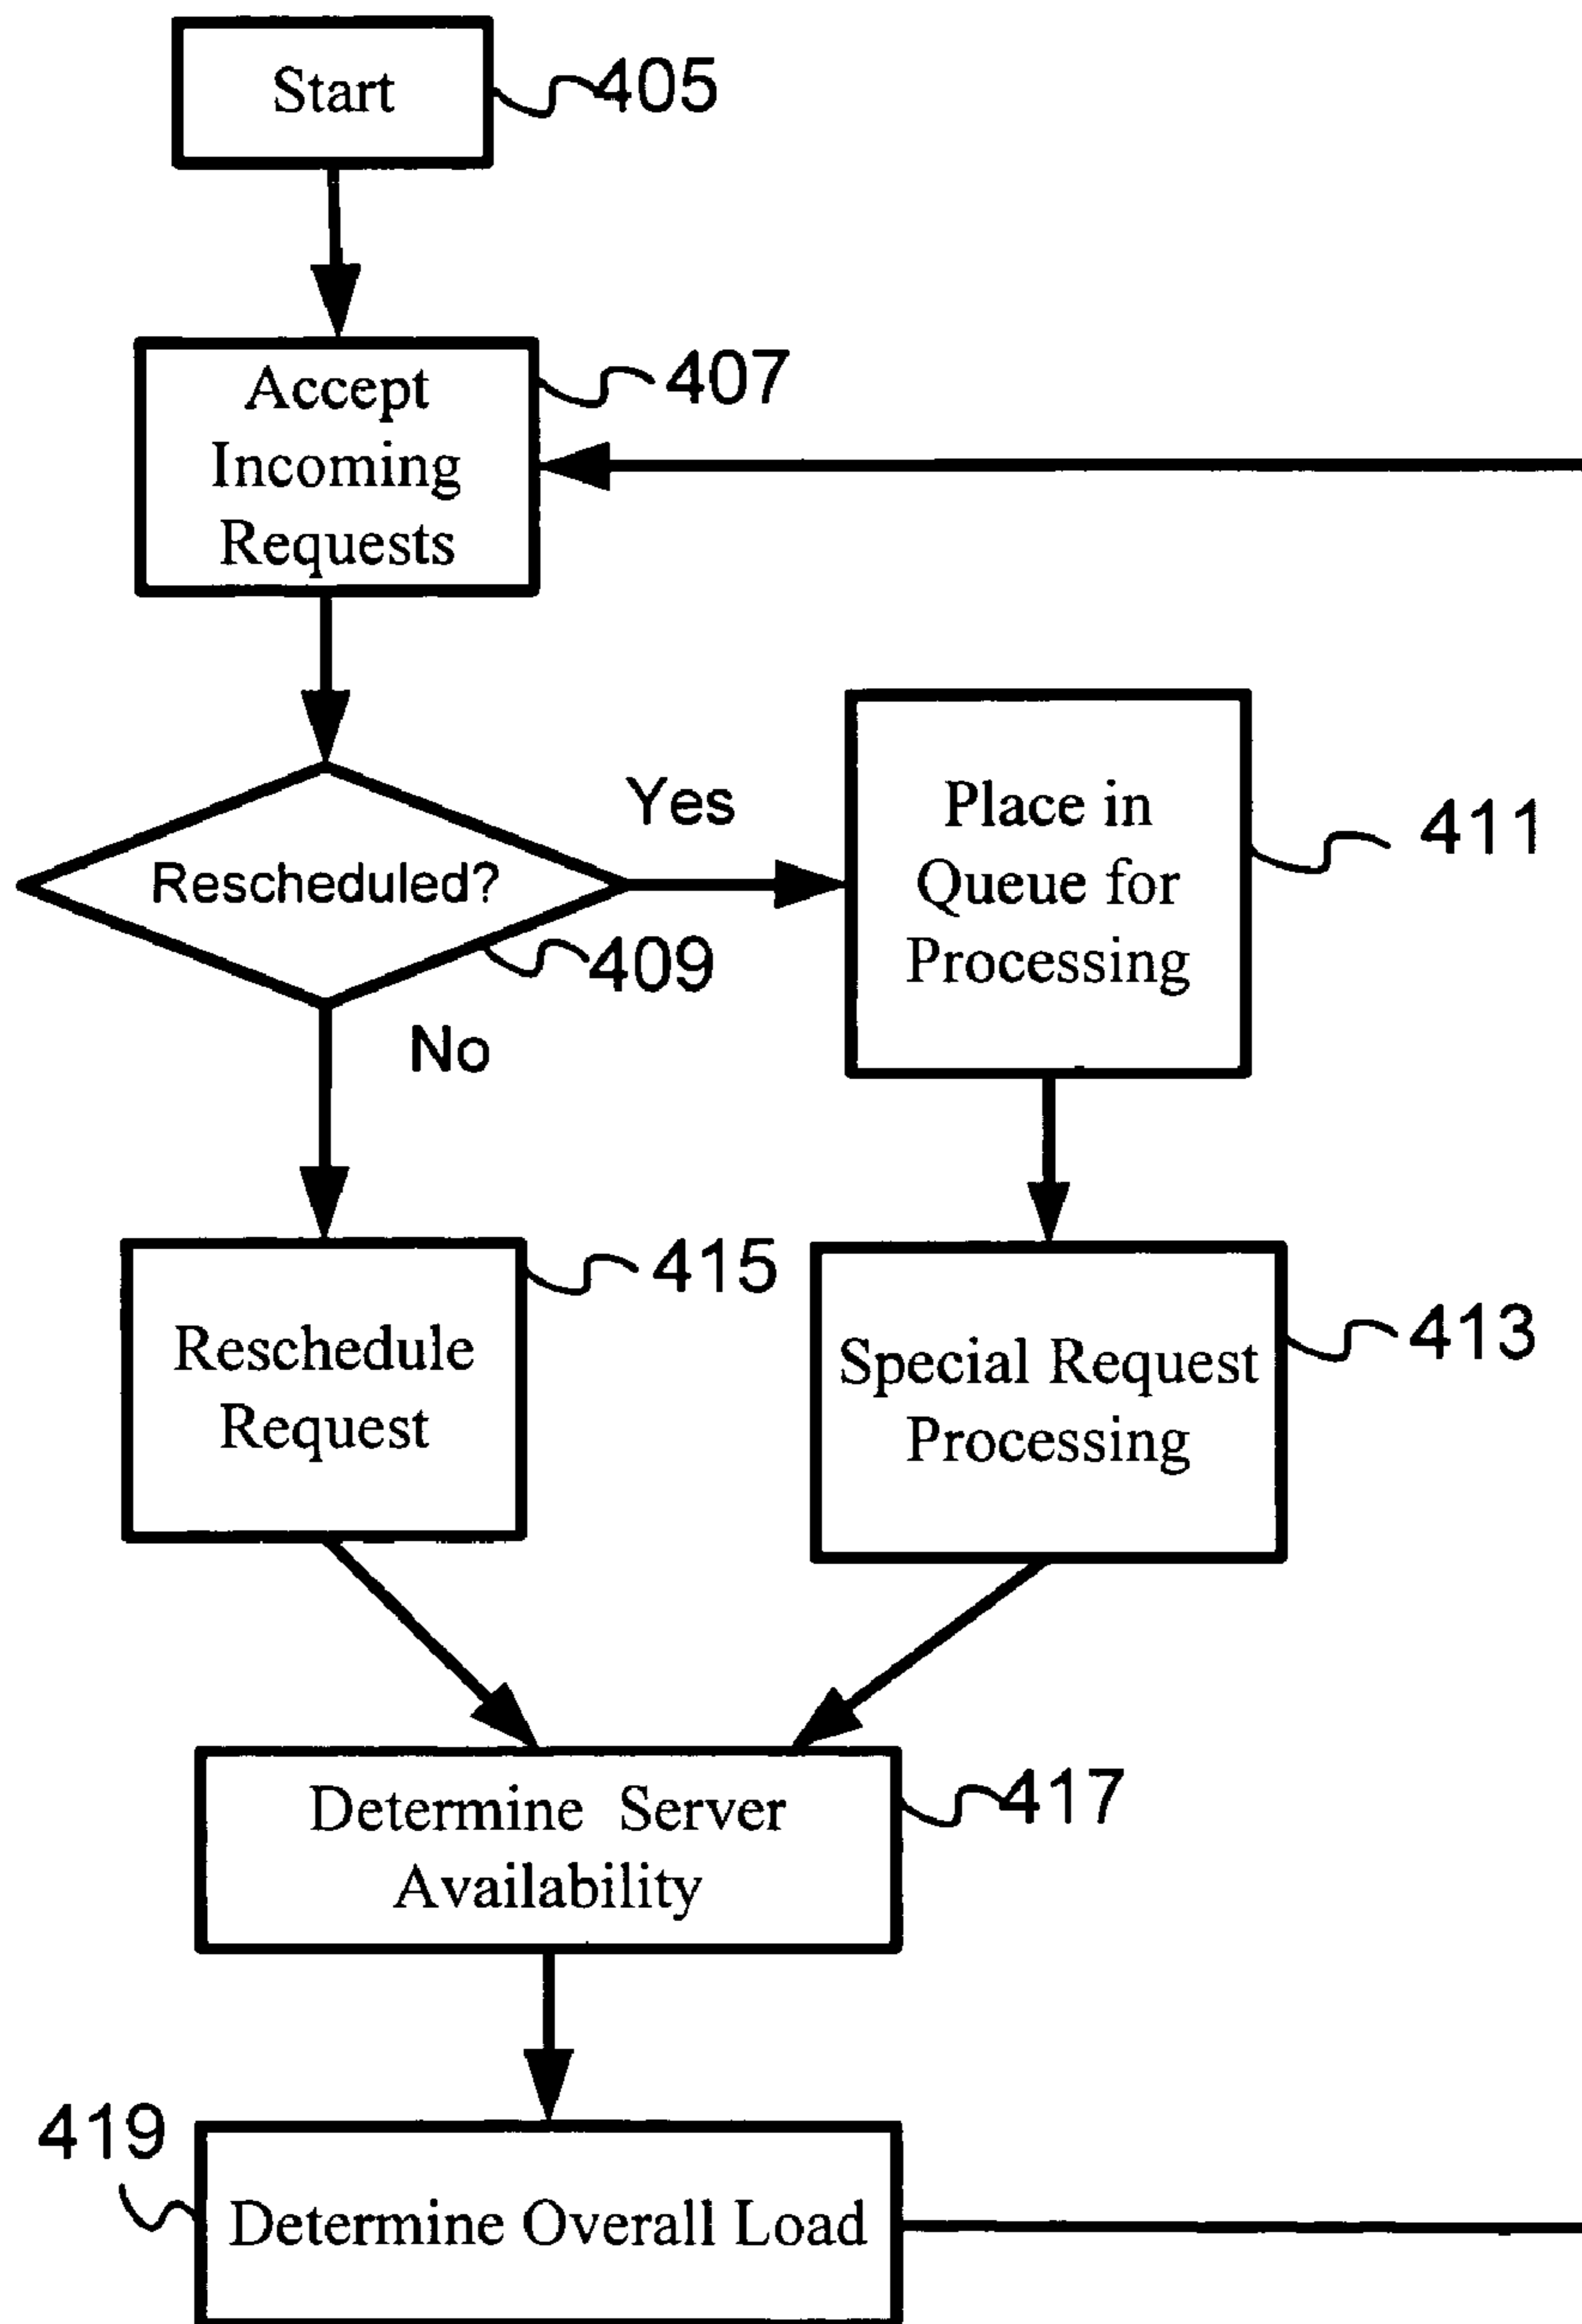 Start
405
Accept
Incoming
Requests
407
Rescheduled?
409
Yes
No
Place in
Queue for
Processing
411
Reschedule
Request
415
Special Request
Processing
413
Determine Server
Availability
417
419
Determine Overall Load